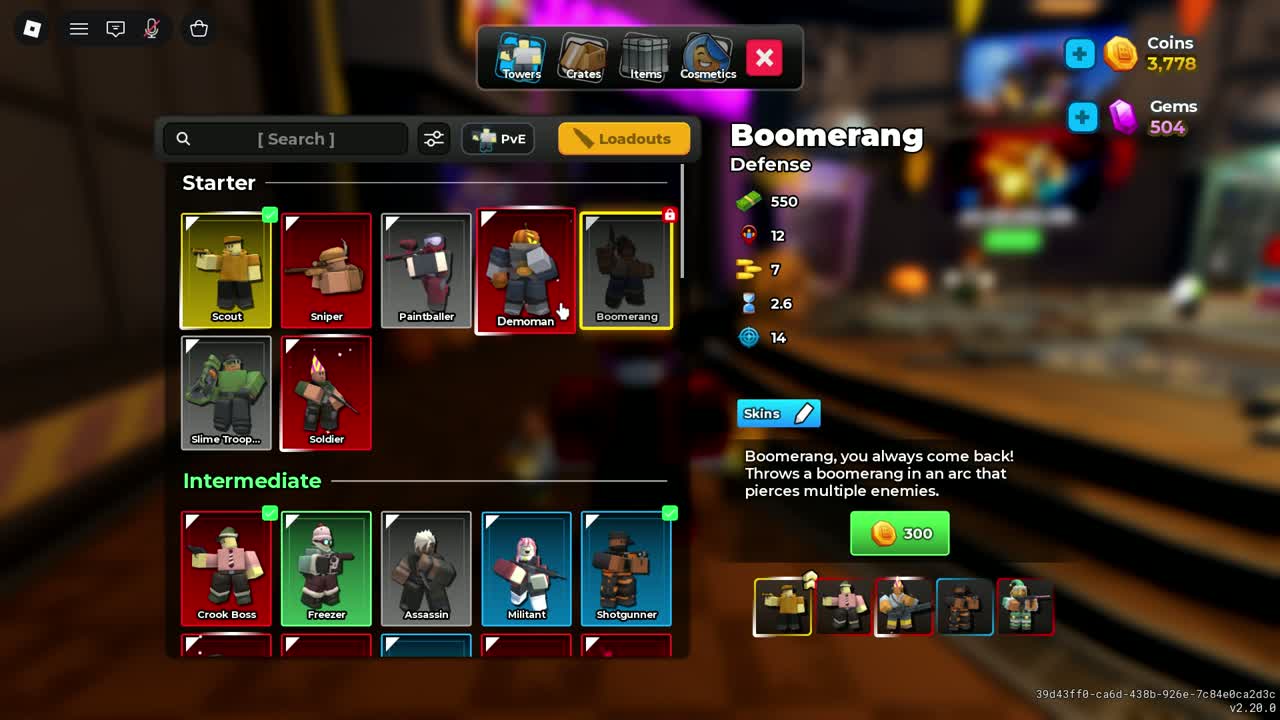 Towers
Crates
Items
Cosmetics
Coins
3,778
Gems
504
[ Search ]
PvE
Loadouts
Boomerang
Defense
550
12
7
2.6
14
Starter
Scout
Sniper
Paintballer
Demoman
Boomerang
Slime Troop...
Soldier
Skins
Boomerang, you always come back!
Throws a boomerang in an arc that
pierces multiple enemies.
300
Intermediate
Crook Boss
Freezer
Assassin
Militant
Shotgunner
39d43ff0-ca6d-438b-926e-7c84e0ca2d3c
v2.20.0